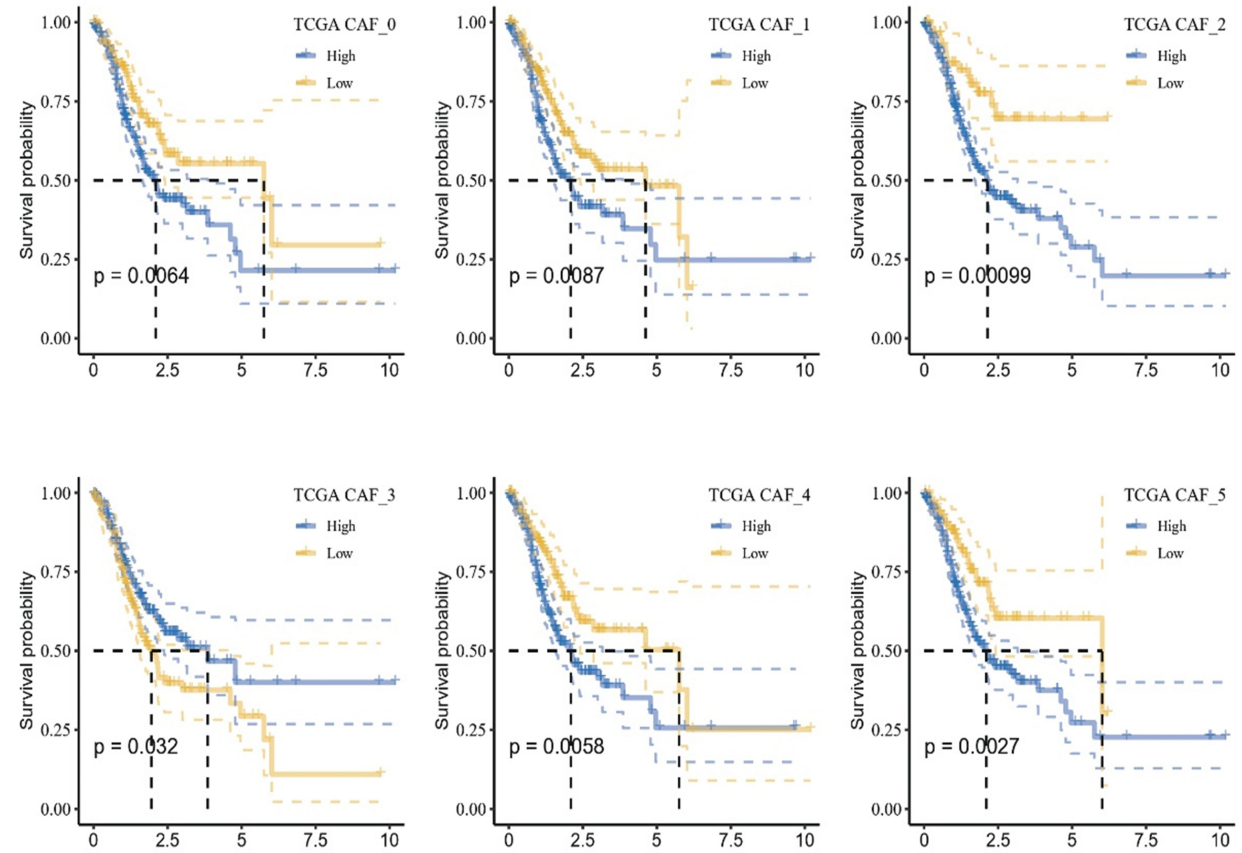 TCGA CAF_0
High
Low
Survival probability
1.00
0.75
0.50
0.25
0.00
p = 0.0064
0 2.5 5 7.5 10
TCGA CAF_1
High
Low
Survival probability
1.00
0.75
0.50
0.25
0.00
p = 0.0087
0 2.5 5 7.5 10
TCGA CAF_2
High
Low
Survival probability
1.00
0.75
0.50
0.25
0.00
p = 0.00099
0 2.5 5 7.5 10
TCGA CAF_3
High
Low
Survival probability
1.00
0.75
0.50
0.25
0.00
p = 0.032
0 2.5 5 7.5 10
TCGA CAF_4
High
Low
Survival probability
1.00
0.75
0.50
0.25
0.00
p = 0.0058
0 2.5 5 7.5 10
TCGA CAF_5
High
Low
Survival probability
1.00
0.75
0.50
0.25
0.00
p = 0.0027
0 2.5 5 7.5 10